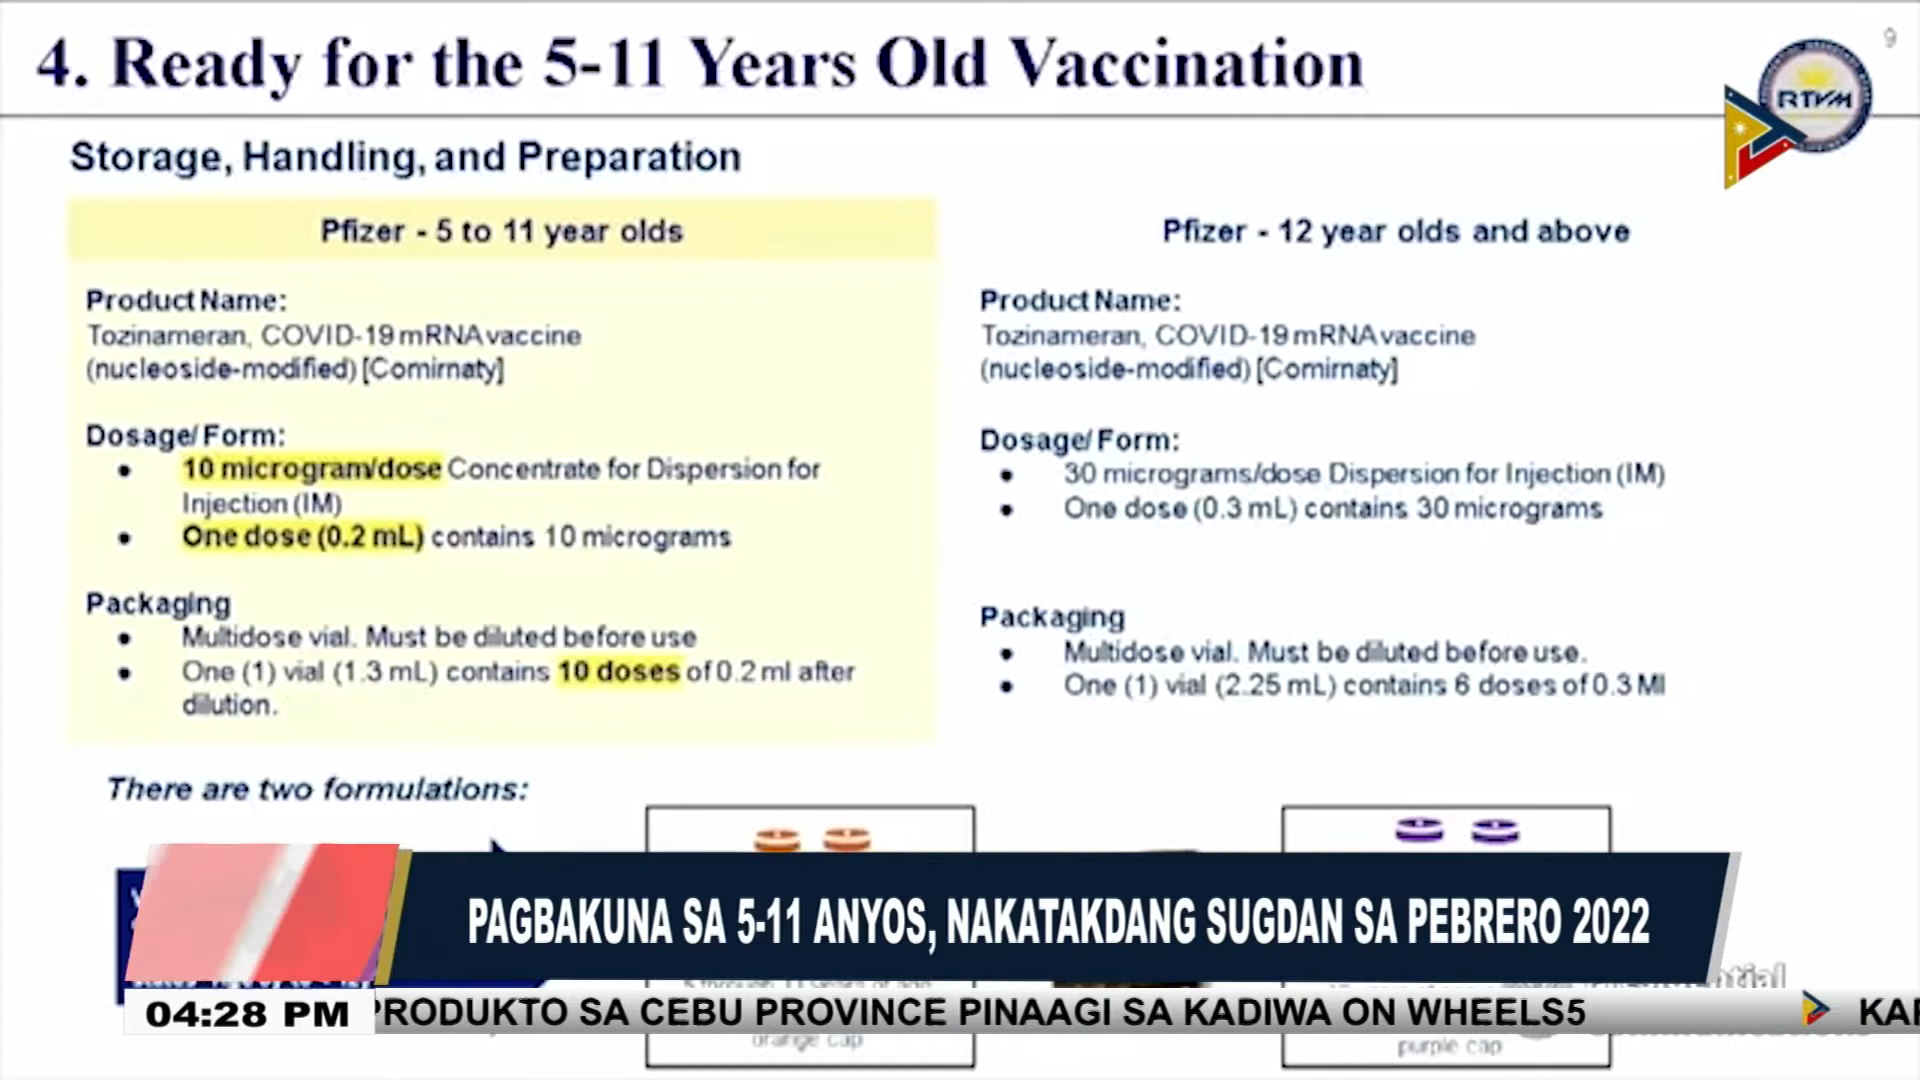 4. Ready for the 5-11 Years Old Vaccination
9
RTVM
Storage, Handling, and Preparation
Pfizer - 5 to 11 year olds
Product Name:
Tozinameran, COVID-19 mRNA vaccine
(nucleoside-modified) [Comirnaty]
Dosage/ Form:
• 10 microgram/dose Concentrate for Dispersion for
Injection (IM)
• One dose (0.2 mL) contains 10 micrograms
Packaging
• Multidose vial. Must be diluted before use
• One (1) vial (1.3 mL) contains 10 doses of 0.2 ml after
dilution.
Pfizer - 12 year olds and above
Product Name:
Tozinameran, COVID-19 mRNA vaccine
(nucleoside-modified) [Comirnaty]
Dosage/ Form:
• 30 micrograms/dose Dispersion for Injection (IM)
• One dose (0.3 mL) contains 30 micrograms
Packaging
• Multidose vial. Must be diluted before use.
• One (1) vial (2.25 mL) contains 6 doses of 0.3 Ml
There are two formulations:
PAGBAKUNA SA 5-11 ANYOS, NAKATAKDANG SUGDAN SA PEBRERO 2022
04:28 PM
PRODUKTO SA CEBU PROVINCE PINAAGI SA KADIWA ON WHEELS5
orange cap
purple cap